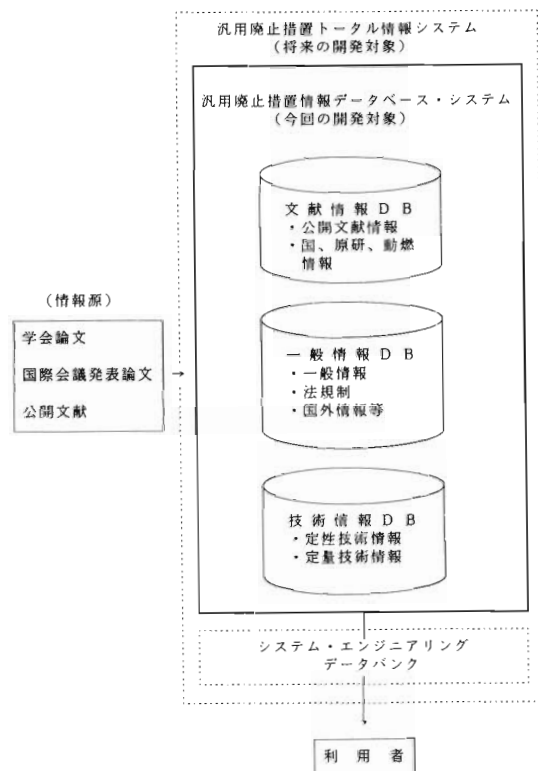 汎用廃止措置トータル情報システム
(将来の開発対象)
汎用廃止措置情報データベース・システム
(今回の開発対象)
文献情報DB
・公開文献情報
・国、原研、動燃
情報
(情報源)
学会論文
国際会議発表論文
公開文献
一般情報DB
・一般情報
・法規制
・国外情報等
技術情報DB
・定性技術情報
・定量技術情報
システム・エンジニアリング
データバンク
利用者